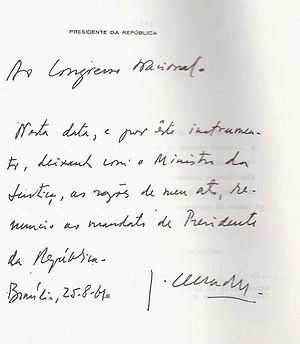 PRESIDENTE DA REPÚBLICA
Ao Congresso Nacional.
Nesta data, e por êste instrumen-
to, deixando com o Ministro da
Justiça, as razões de meu ato, re-
nuncio ao mandato de Presidente
da República.
Brasília, 25-8-61.